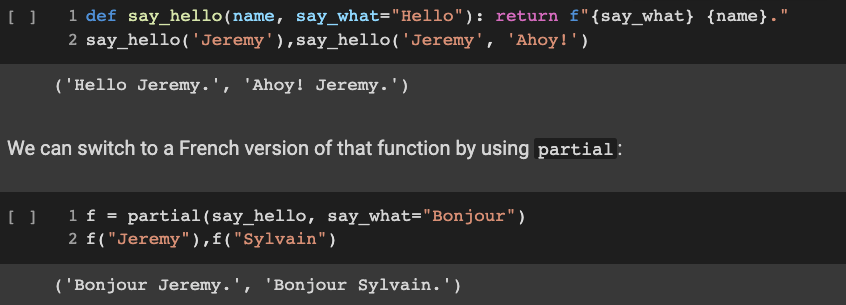 [ ] 1 def say_hello(name, say_what="Hello"): return f"{say_what} {name}."
2 say_hello('Jeremy'),say_hello('Jeremy', 'Ahoy!')
('Hello Jeremy.', 'Ahoy! Jeremy.')
We can switch to a French version of that function by using partial:
[ ] 1 f = partial(say_hello, say_what="Bonjour")
2 f("Jeremy"),f("Sylvain")
('Bonjour Jeremy.', 'Bonjour Sylvain.')